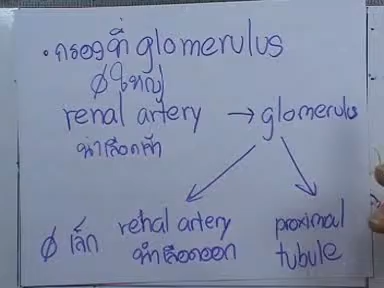 • กรองที่ glomerulus
φ ใหญ่
renal artery → glomerulus
นำเลือดเข้า
φ เล็ก renal artery proximal
นำเลือดออก tubule